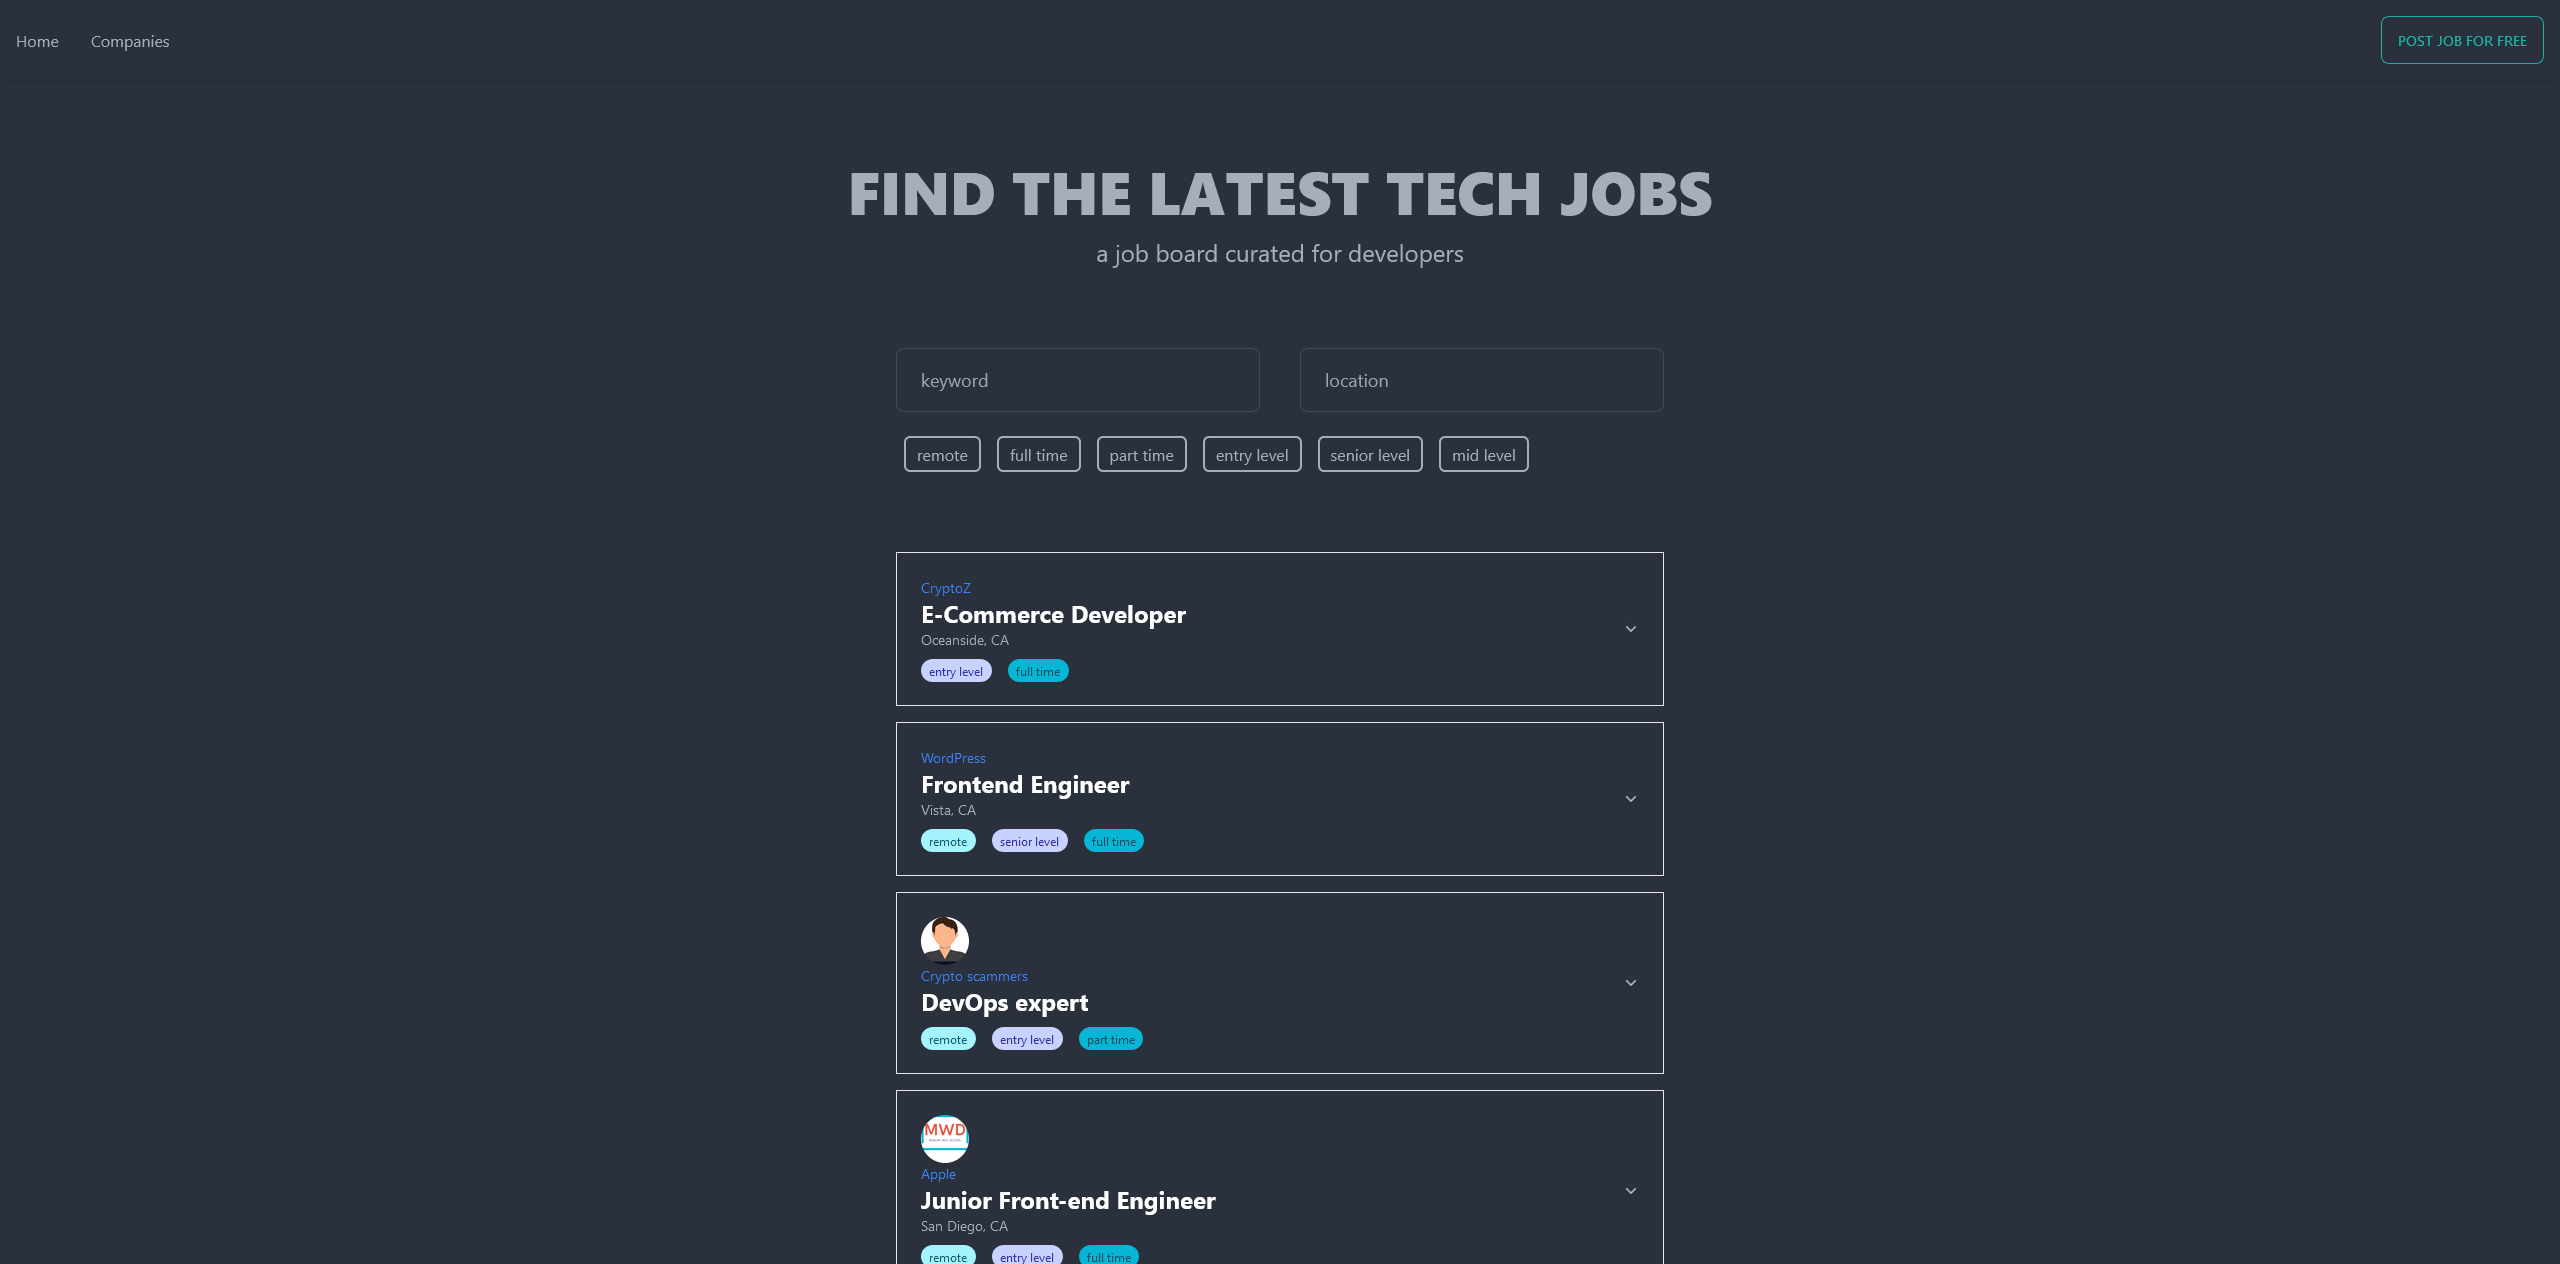 Home Companies POST JOB FOR FREE
FIND THE LATEST TECH JOBS
a job board curated for developers
keyword location
remote full time part time entry level senior level mid level
CryptoZ
E-Commerce Developer
Oceanside, CA
entry level full time
WordPress
Frontend Engineer
Vista, CA
remote senior level full time
Crypto scammers
DevOps expert
remote entry level part time
MWD
Apple
Junior Front-end Engineer
San Diego, CA
remote entry level full time